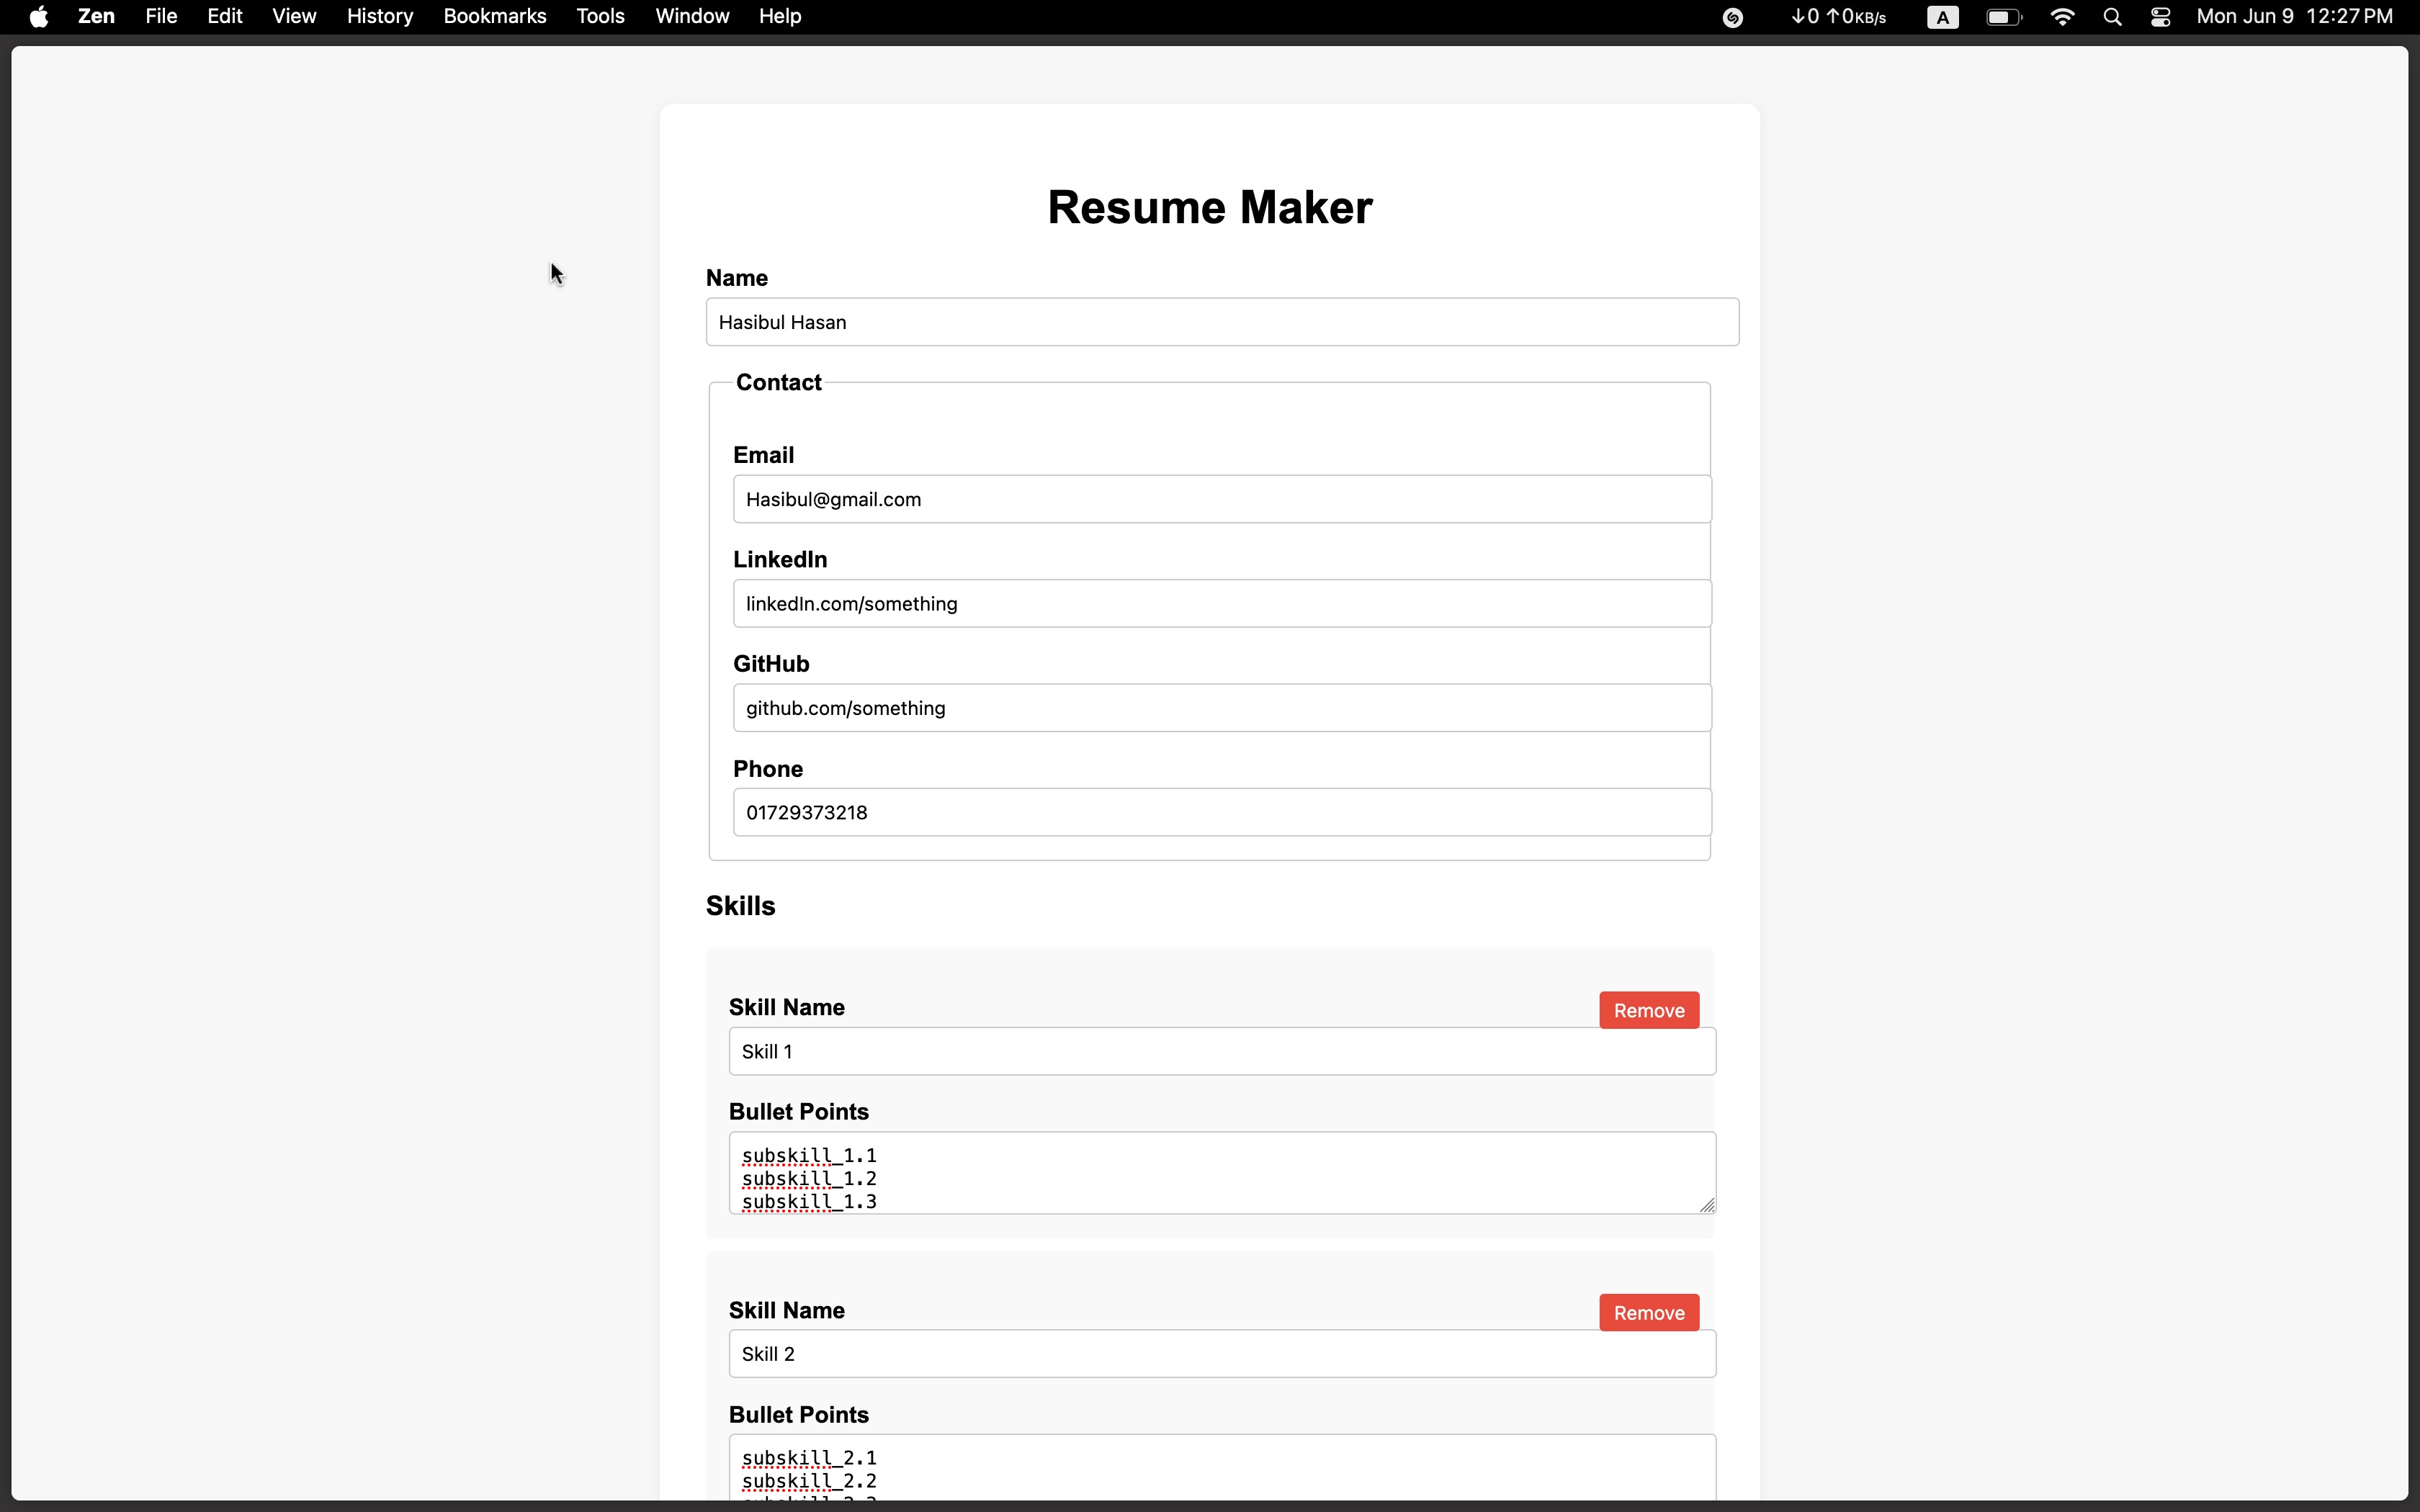 Zen File Edit View History Bookmarks Tools Window Help ↓0 ↑0KB/s A Mon Jun 9 12:27 PM
Resume Maker
Name
Hasibul Hasan
Contact
Email
Hasibul@gmail.com
LinkedIn
linkedIn.com/something
GitHub
github.com/something
Phone
01729373218
Skills
Skill Name Remove
Skill 1
Bullet Points
subskill_1.1
subskill_1.2
subskill_1.3
Skill Name Remove
Skill 2
Bullet Points
subskill_2.1
subskill_2.2